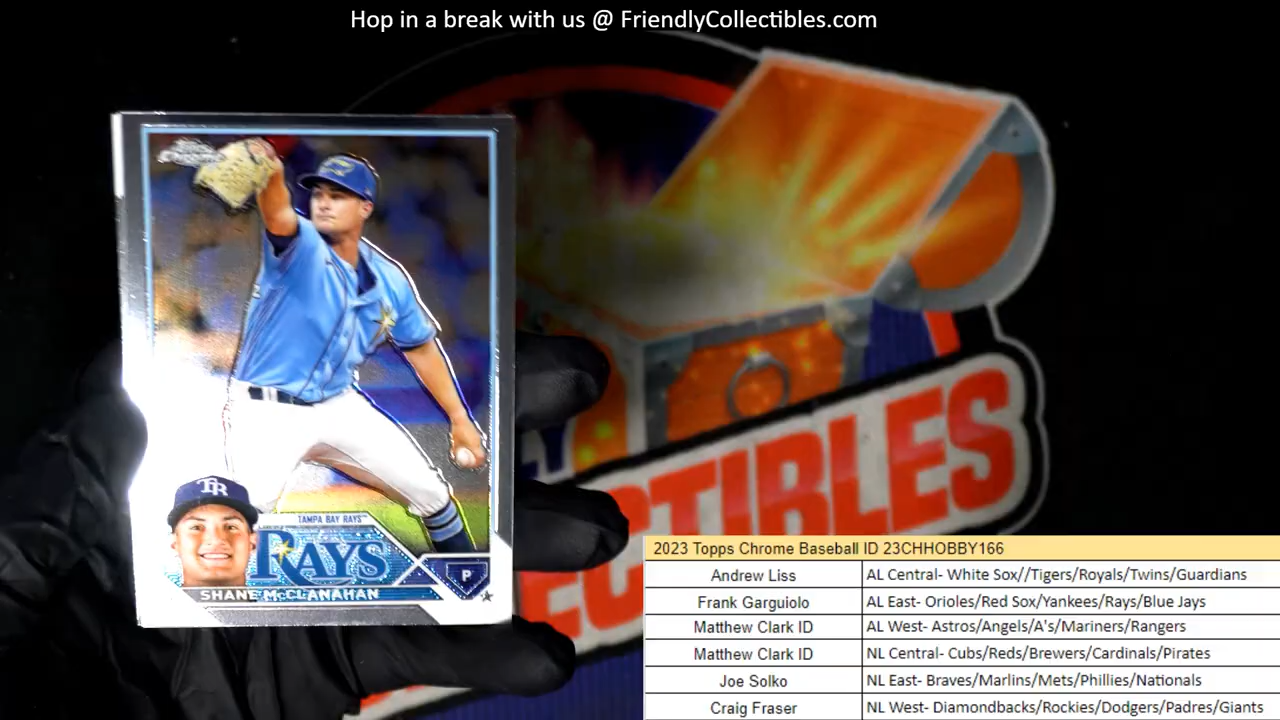 Hop in a break with us @ FriendlyCollectibles.com
TR
TAMPA BAY RAYS™
RAYS
P
SHANE McCLANAHAN
2023 Topps Chrome Baseball ID 23CHHOBBY166
Andrew Liss AL Central- White Sox//Tigers/Royals/Twins/Guardians
Frank Garguiolo AL East- Orioles/Red Sox/Yankees/Rays/Blue Jays
Matthew Clark ID AL West- Astros/Angels/A's/Mariners/Rangers
Matthew Clark ID NL Central- Cubs/Reds/Brewers/Cardinals/Pirates
Joe Solko NL East- Braves/Marlins/Mets/Phillies/Nationals
Craig Fraser NL West- Diamondbacks/Rockies/Dodgers/Padres/Giants